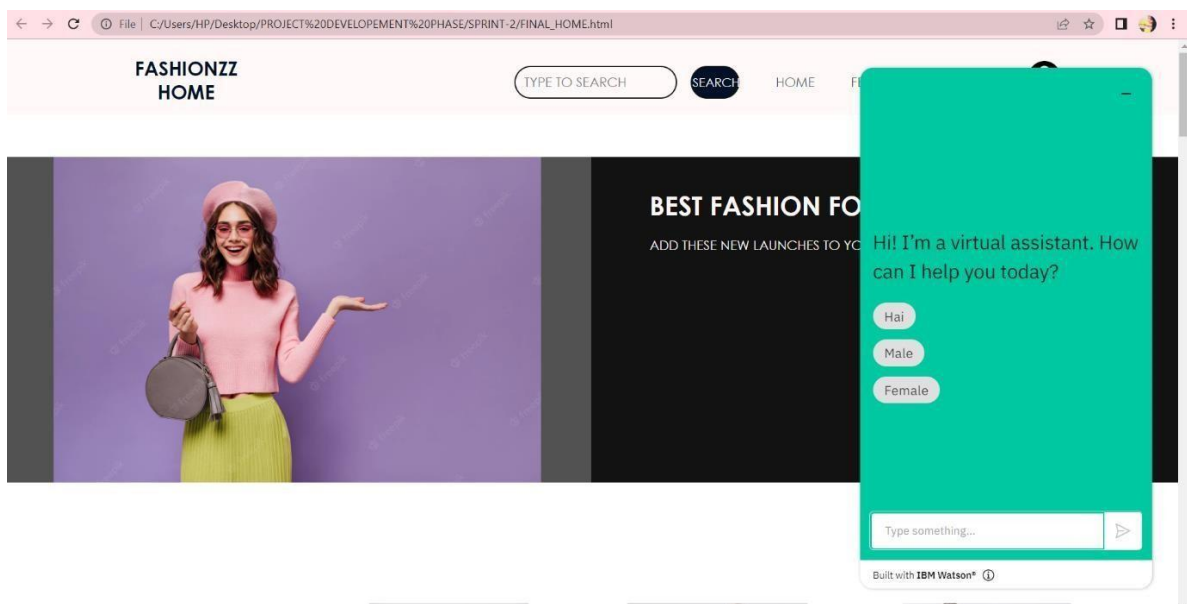 File | C:/Users/HP/Desktop/PROJECT%20DEVELOPEMENT%20PHASE/SPRINT-2/FINAL_HOME.html
FASHIONZZ
HOME
TYPE TO SEARCH
SEARCH
HOME
BEST FASHION FO
ADD THESE NEW LAUNCHES TO YO
Hi! I'm a virtual assistant. How
can I help you today?
Hai
Male
Female
Type something...
Built with IBM Watson®